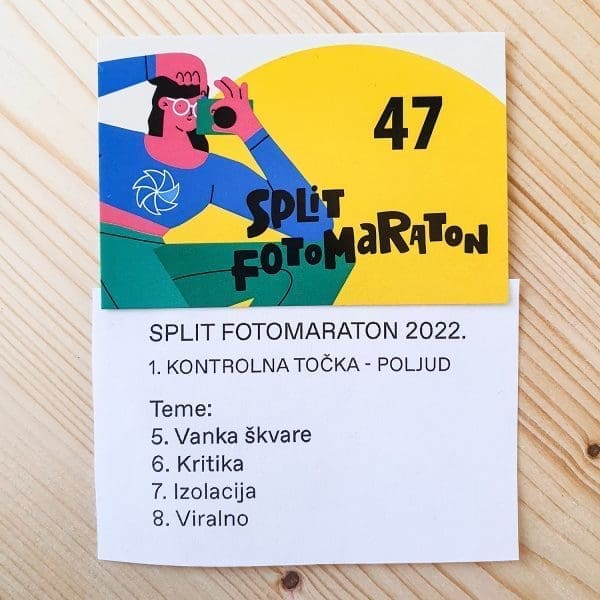 47
SPLiT
FOTOMaRATON
SPLIT FOTOMARATON 2022.
1. KONTROLNA TOČKA - POLJUD
Teme:
5. Vanka škvare
6. Kritika
7. Izolacija
8. Viralno